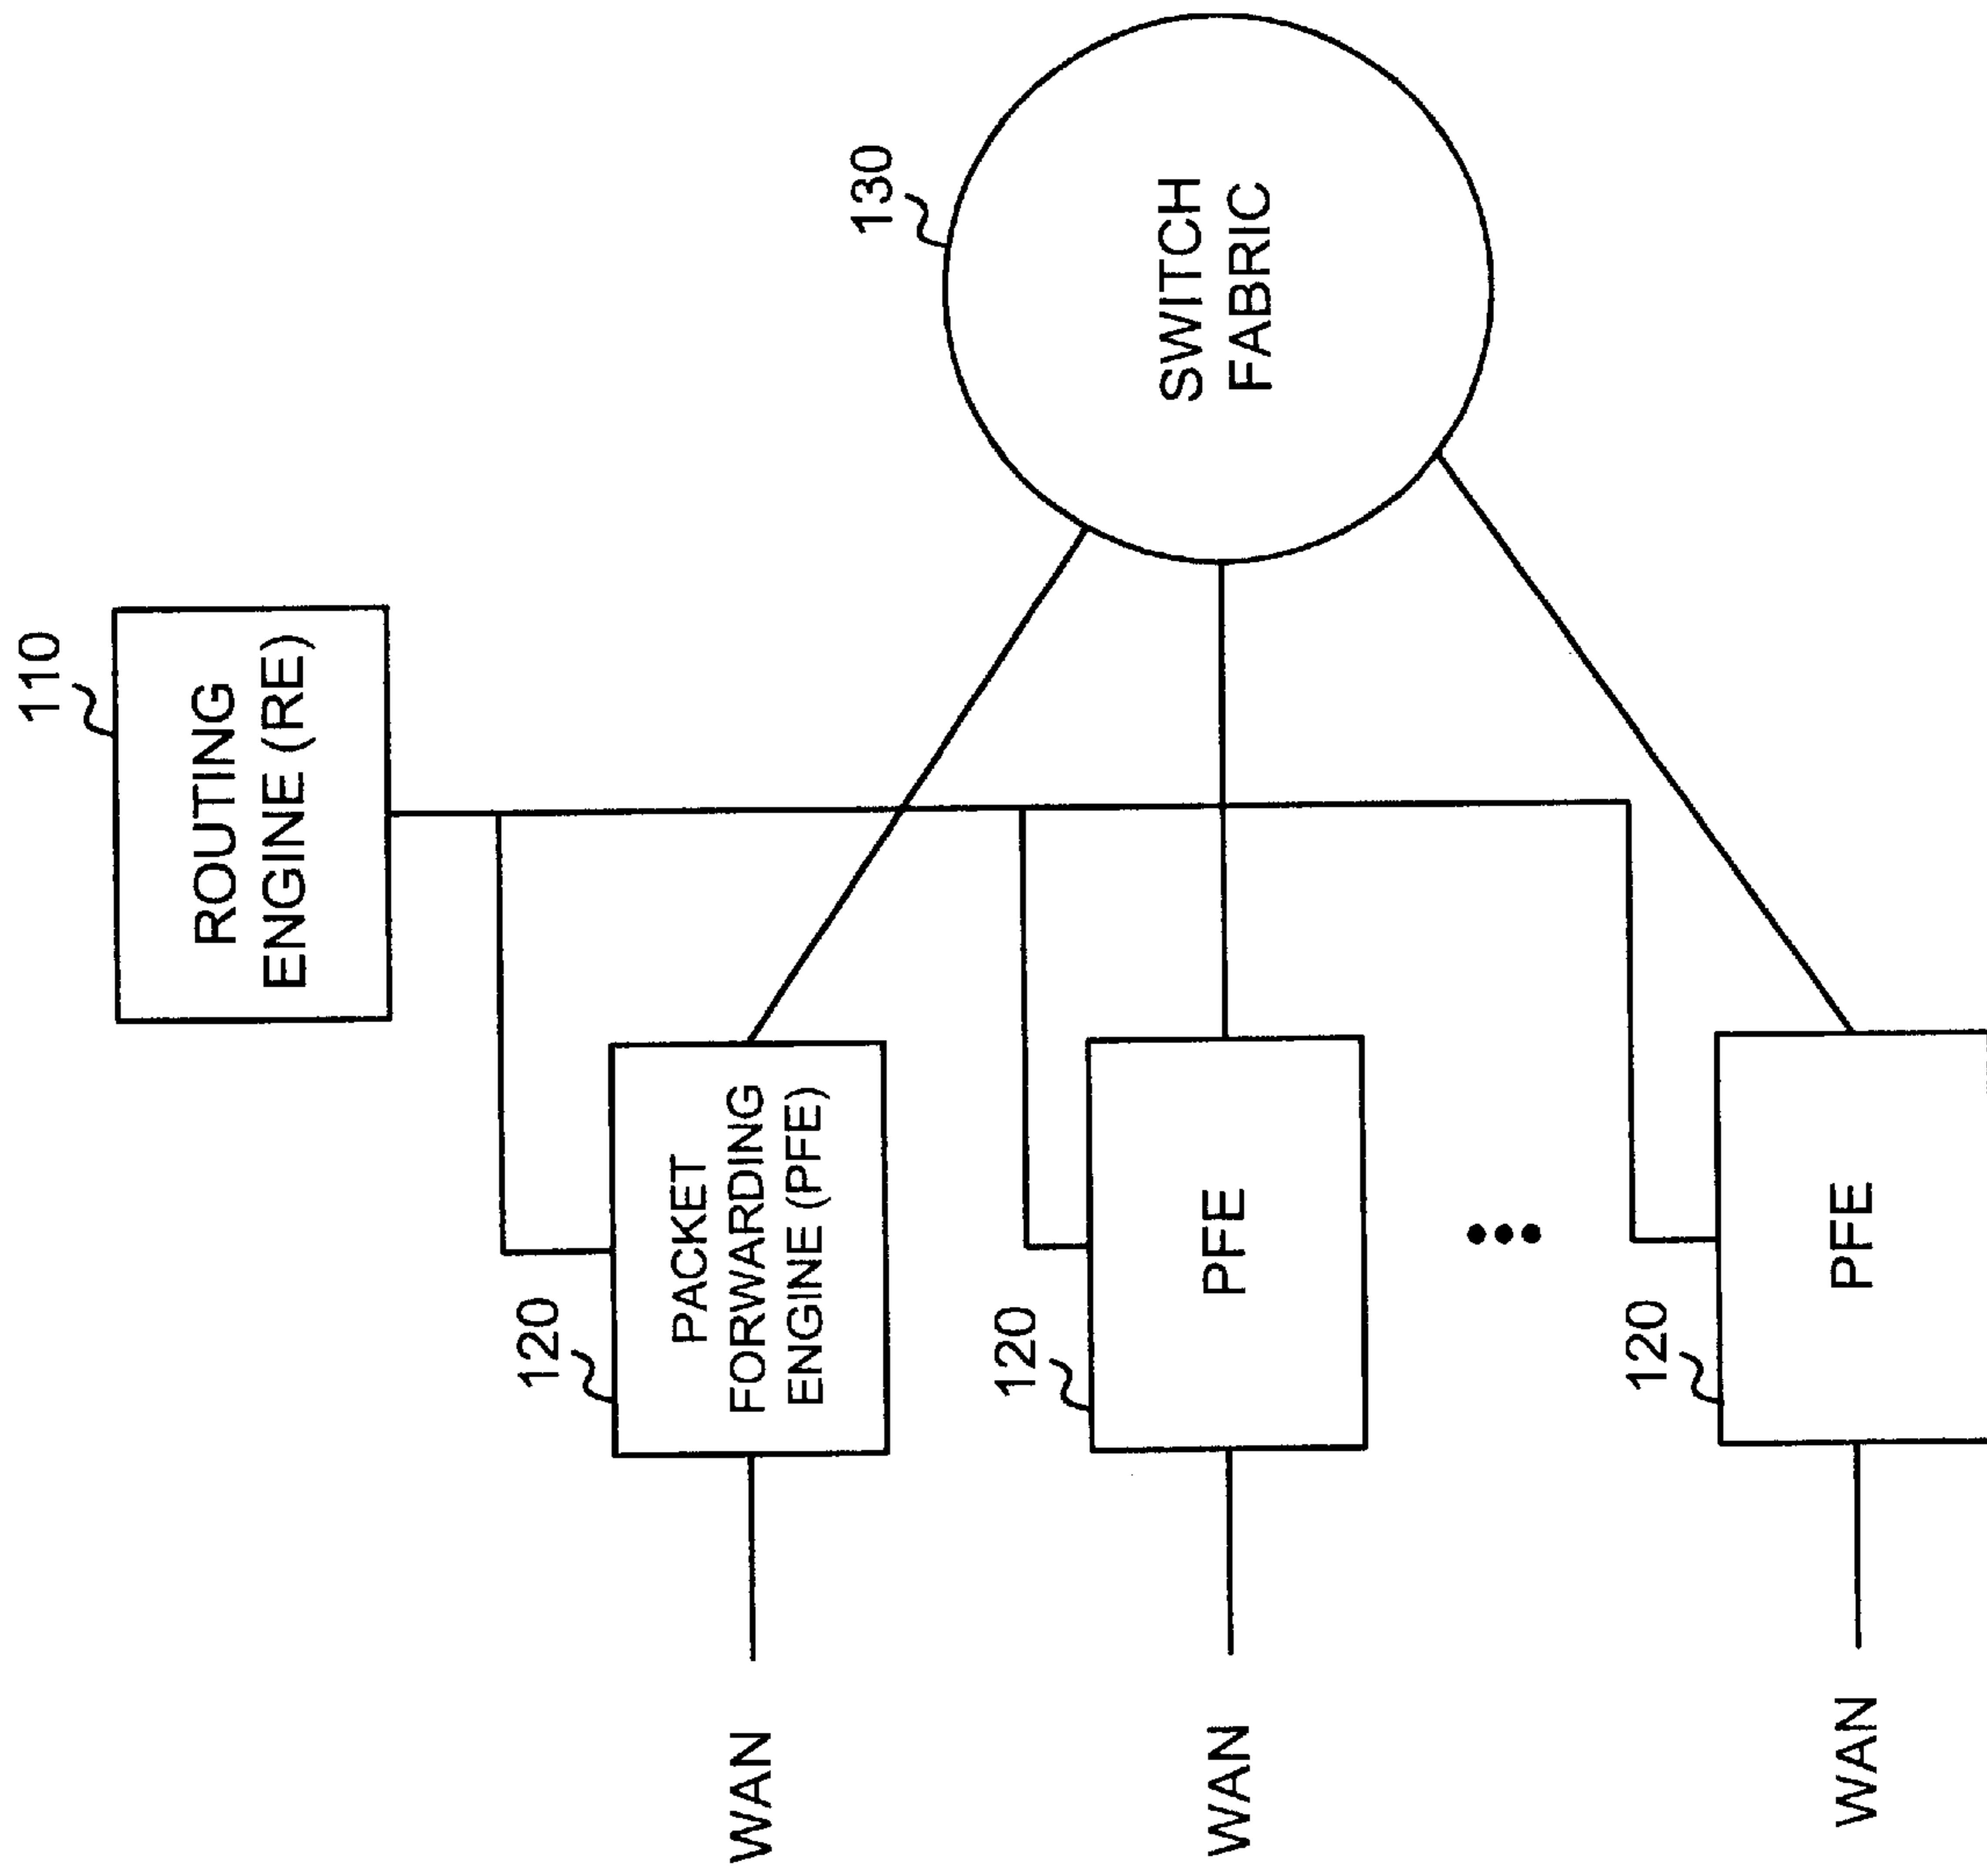 110
ROUTING
ENGINE (RE)
130
SWITCH
FABRIC
120
PACKET
FORWARDING
ENGINE (PFE)
WAN
120
PFE
WAN
120
PFE
WAN